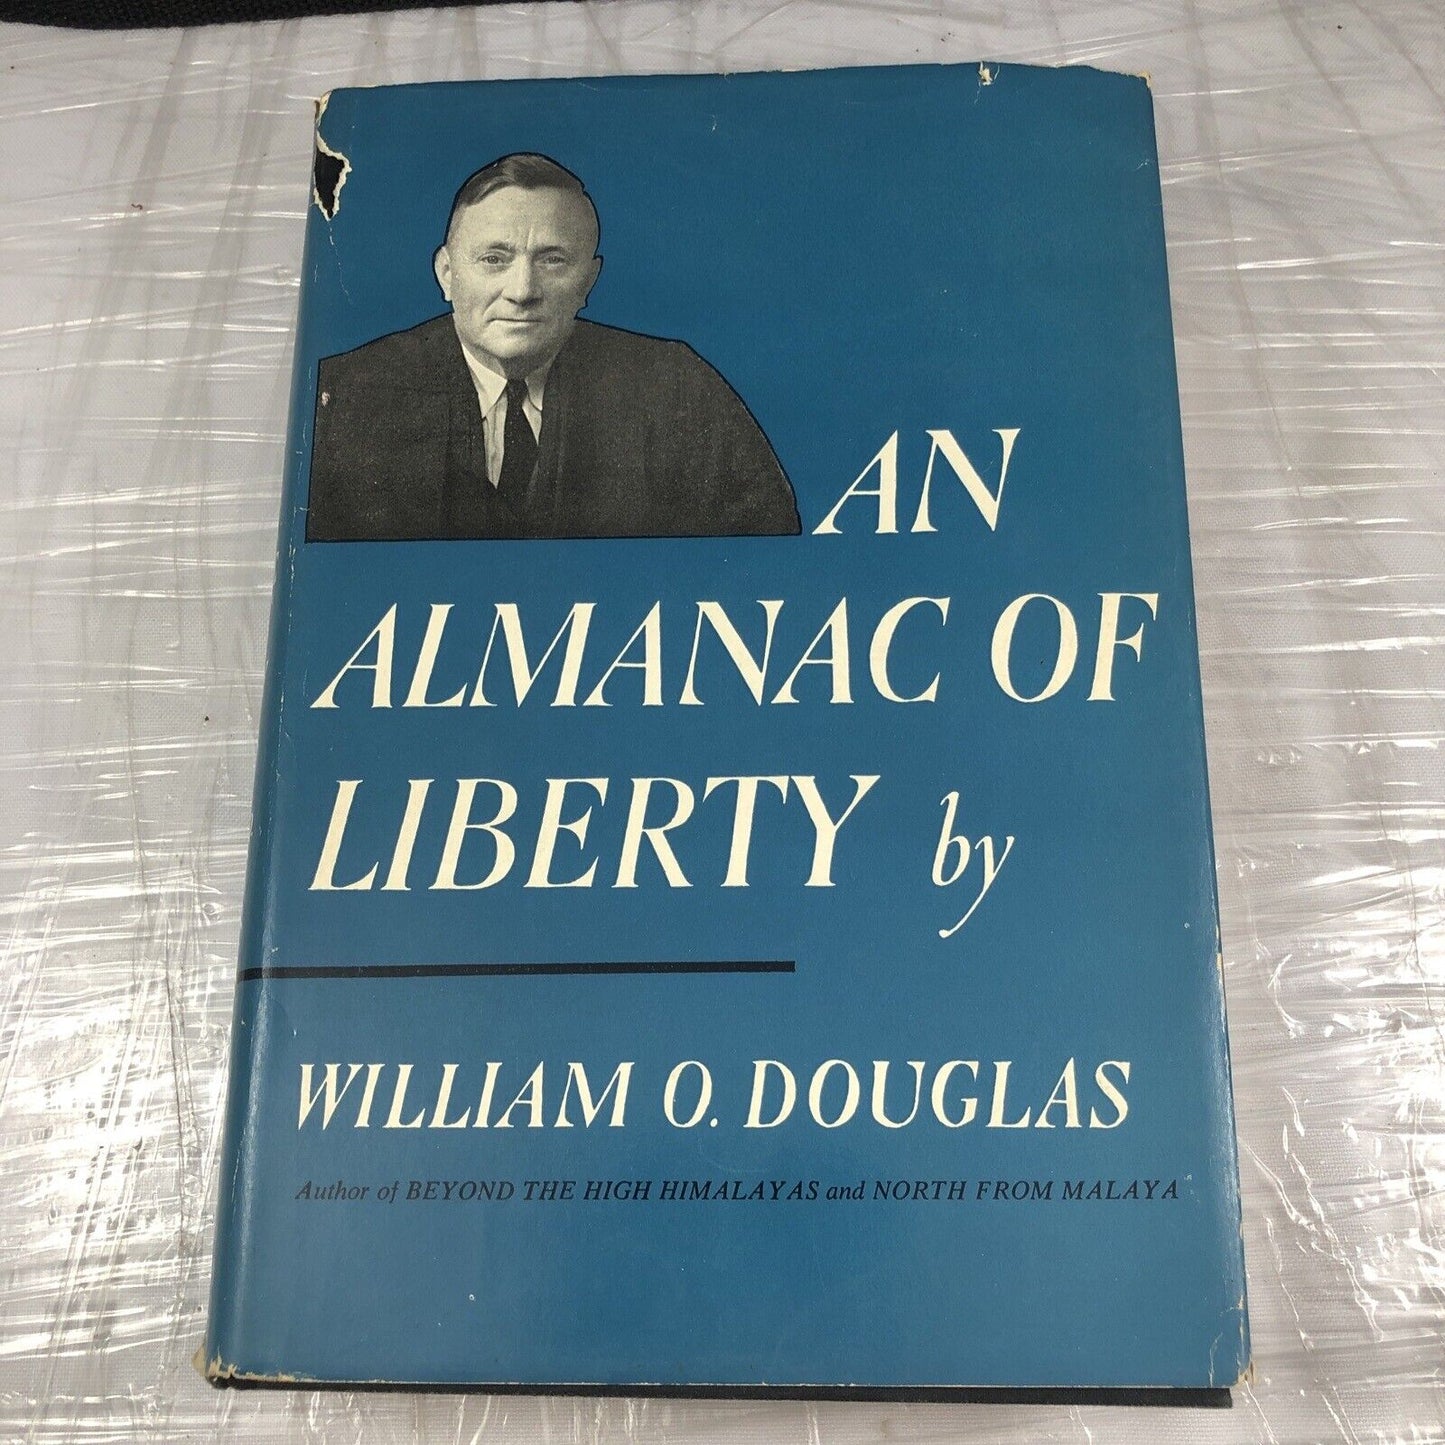 AN
ALMANAC OF
LIBERTY by
WILLIAM O. DOUGLAS
Author of BEYOND THE HIGH HIMALAYAS and NORTH FROM MALAYA